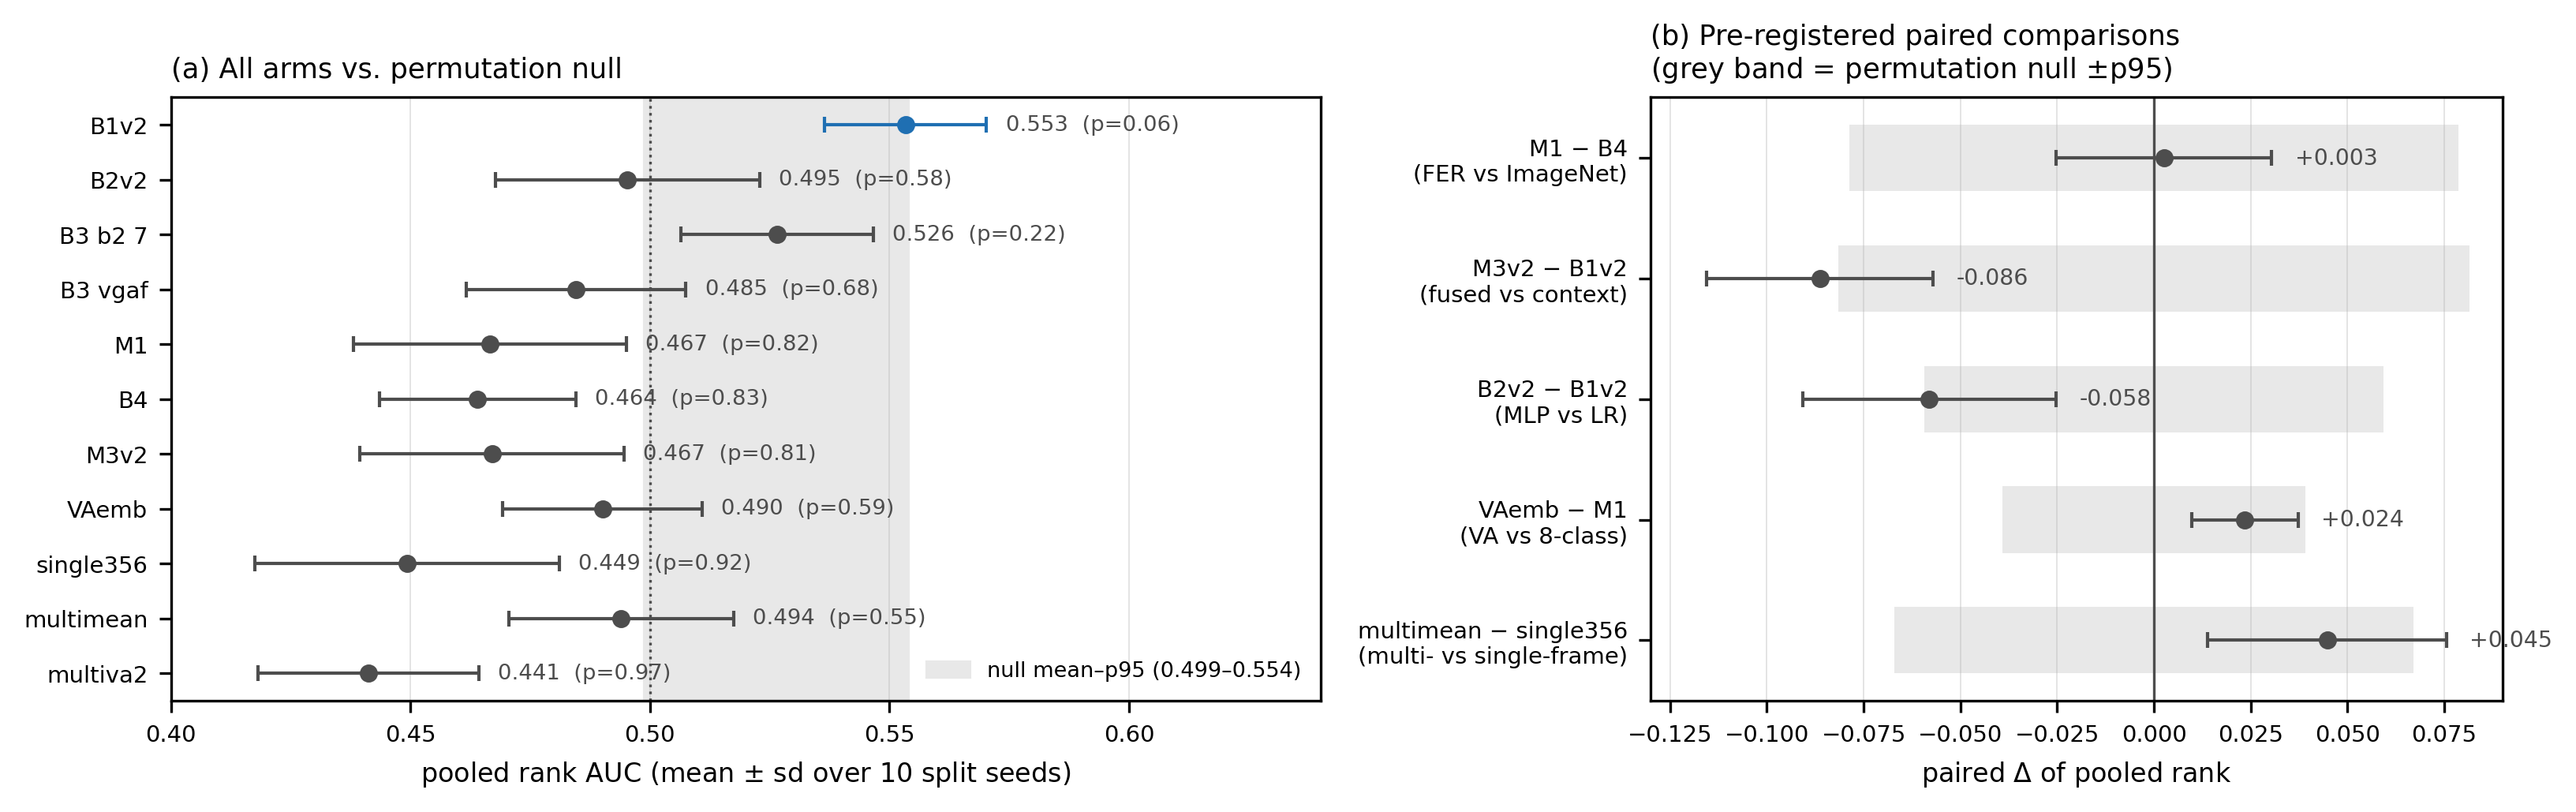 (a) All arms vs. permutation null
B1v2
0.553 (p=0.06)
B2v2
0.495 (p=0.58)
B3 b2 7
0.526 (p=0.22)
B3 vgaf
0.485 (p=0.68)
M1
0.467 (p=0.82)
B4
0.464 (p=0.83)
M3v2
0.467 (p=0.81)
VAemb
0.490 (p=0.59)
single356
0.449 (p=0.92)
multimean
0.494 (p=0.55)
multiva2
0.441 (p=0.97)
null mean–p95 (0.499–0.554)
0.40 0.45 0.50 0.55 0.60
pooled rank AUC (mean ± sd over 10 split seeds)
(b) Pre-registered paired comparisons
(grey band = permutation null ±p95)
M1 − B4
(FER vs ImageNet)
+0.003
M3v2 − B1v2
(fused vs context)
-0.086
B2v2 − B1v2
(MLP vs LR)
-0.058
VAemb − M1
(VA vs 8-class)
+0.024
multimean − single356
(multi- vs single-frame)
+0.045
−0.125 −0.100 −0.075 −0.050 −0.025 0.000 0.025 0.050 0.075
paired Δ of pooled rank